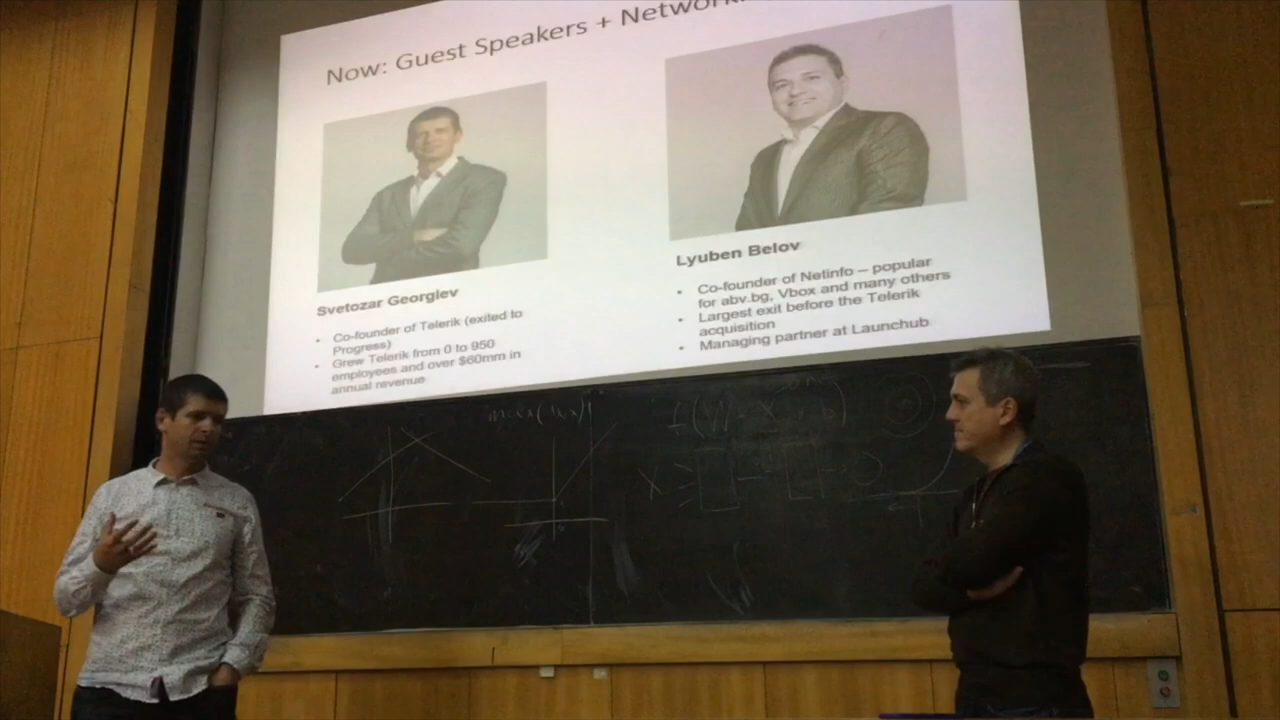 Now: Guest Speakers + Network
Svetozar Georgiev
• Co-founder of Telerik (exited to
Progress)
• Grew Telerik from 0 to 950
employees and over $60mm in
annual revenue
Lyuben Belov
• Co-founder of Netinfo – popular
for abv.bg, Vbox and many others
• Largest exit before the Telerik
acquisition
• Managing partner at Launchub
X